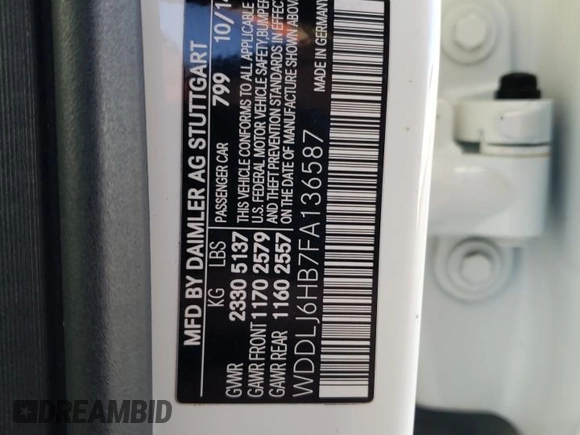 MFD BY DAIMLER AG STUTTGART
PASSENGER CAR 799 10/14
KG LBS
GVWR 2330 5137
GAWR FRONT 1170 2579
GAWR REAR 1160 2557
THIS VEHICLE CONFORMS TO ALL APPLICABLE
U.S. FEDERAL MOTOR VEHICLE SAFETY, BUMPER
AND THEFT PREVENTION STANDARDS IN EFFECT
ON THE DATE OF MANUFACTURE SHOWN ABOVE
MADE IN GERMANY
WDDLJ6HB7FA136587
DREAMBID